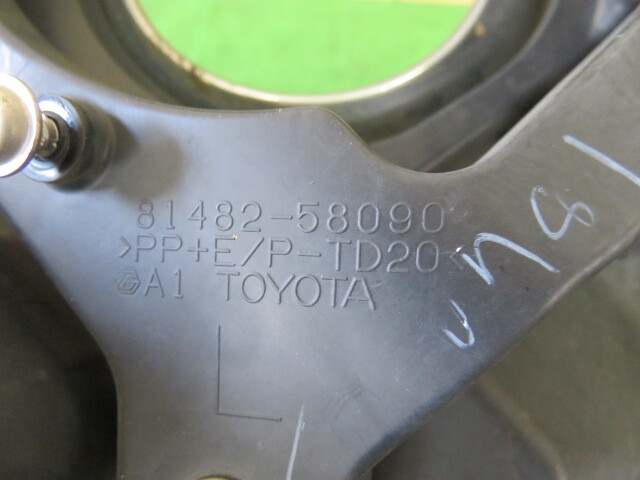 81482-58090
>PP+E/P-TD20<
A1 TOYOTA
L